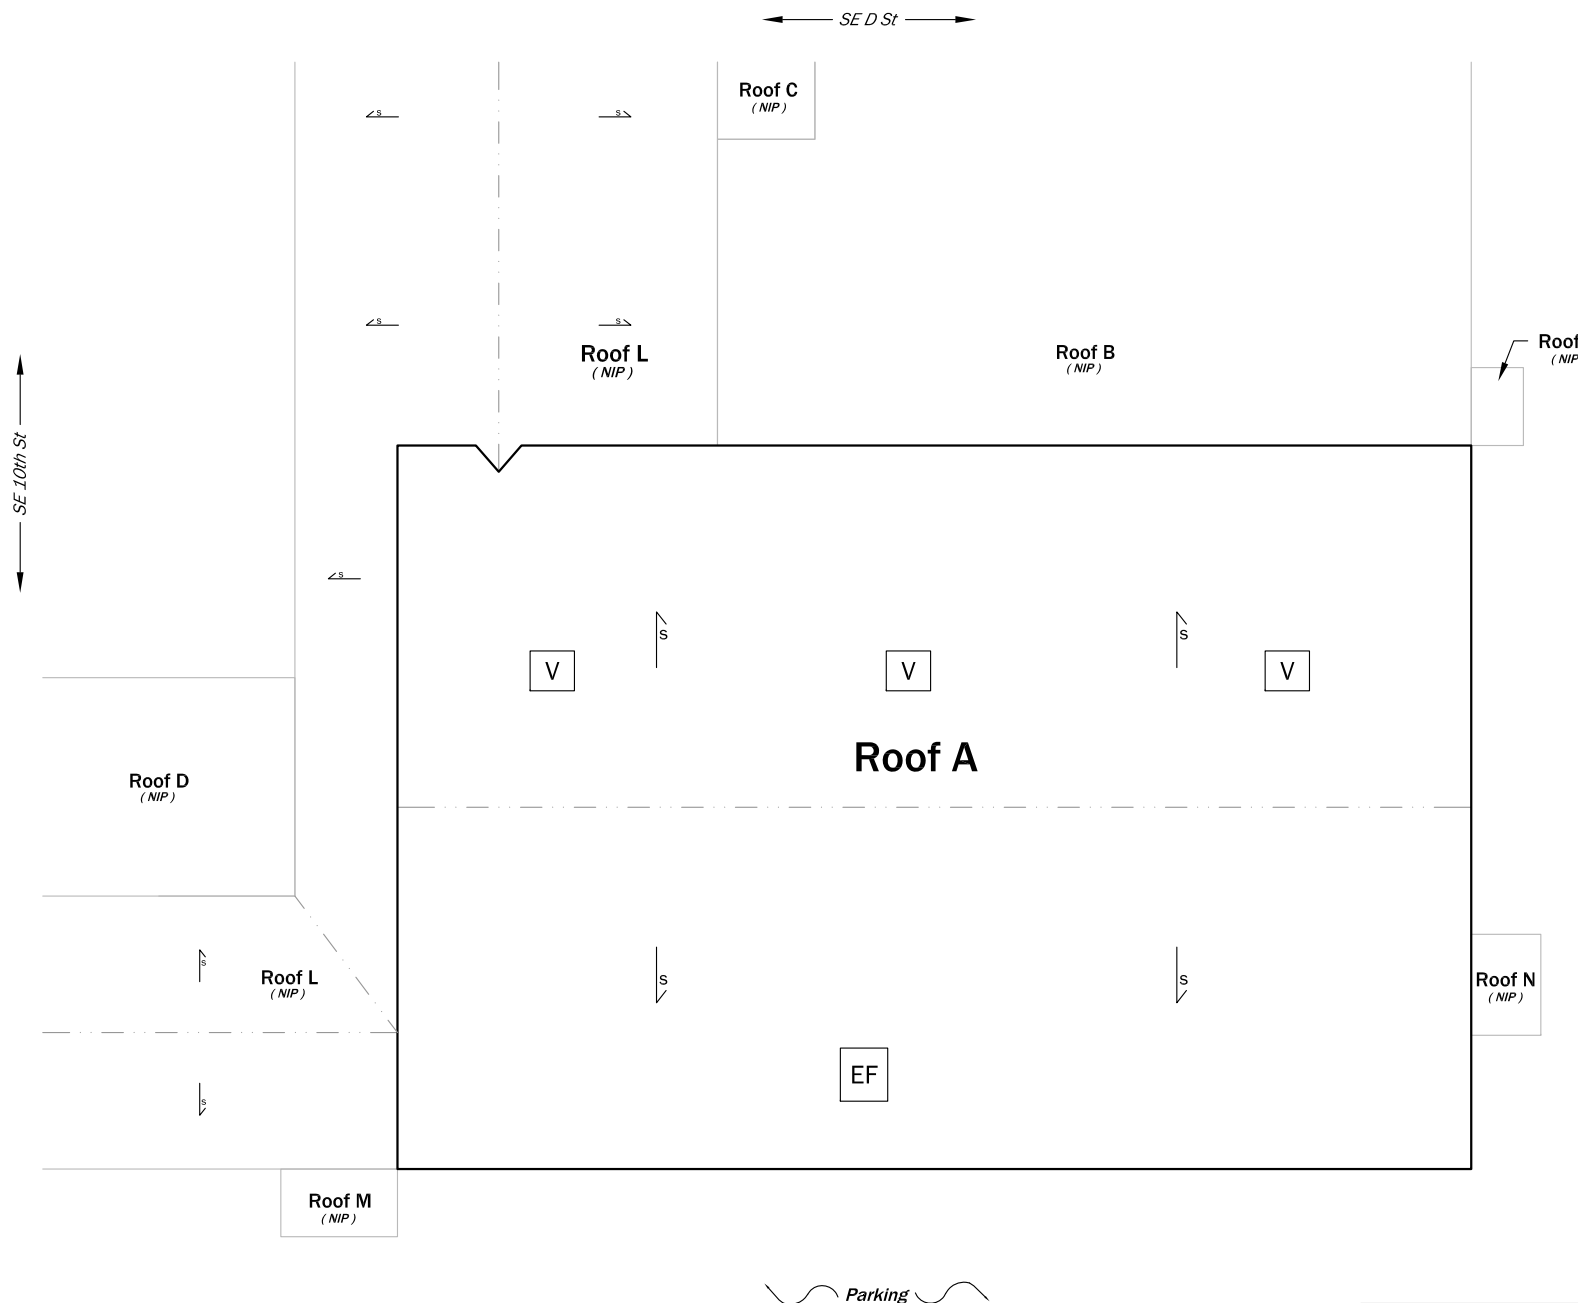 SE D St
Roof C
( NIP )
s
s
s
s
Roof L
( NIP )
Roof B
( NIP )
Roof
( NIP
SE 10th St
s
s
s
V
V
V
Roof A
Roof D
( NIP )
s
Roof L
( NIP )
s
s
Roof N
( NIP )
EF
s
Roof M
( NIP )
Parking